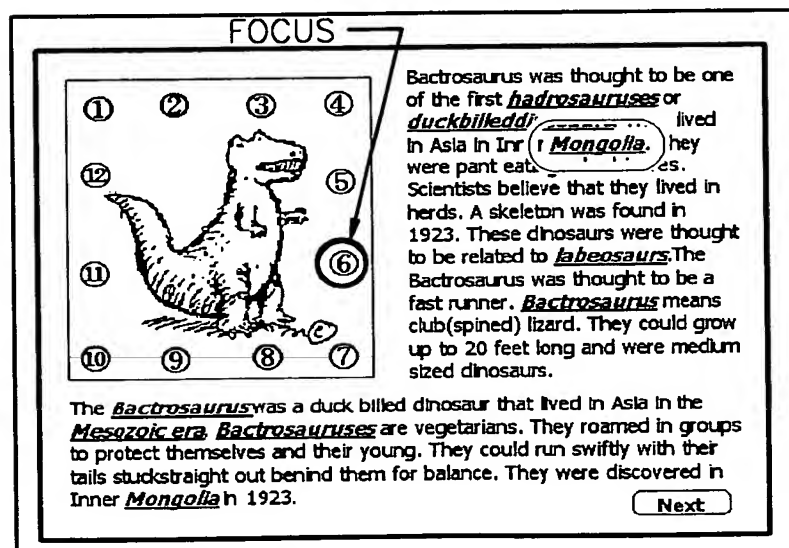 FOCUS
① ② ③ ④
⑫ ⑤
⑪ ⑥
⑩ ⑨ ⑧ ⑦
Bactrosaurus was thought to be one
of the first hadrosauruses or
duckbilleddi lived
in Asia in Inr r Mongolia. hey
were pant eat es.
Scientists believe that they lived in
herds. A skeleton was found in
1923. These dinosaurs were thought
to be related to labeosaurs.The
Bactrosaurus was thought to be a
fast runner. Bactrosaurus means
club(spined) lizard. They could grow
up to 20 feet long and were medium
sized dinosaurs.
The Bactrosaurus was a duck billed dinosaur that lived in Asia in the
Mesozoic era. Bactrosauruses are vegetarians. They roamed in groups
to protect themselves and their young. They could run swiftly with their
tails stuckstraight out benind them for balance. They were discovered in
Inner Mongolia h 1923.
Next